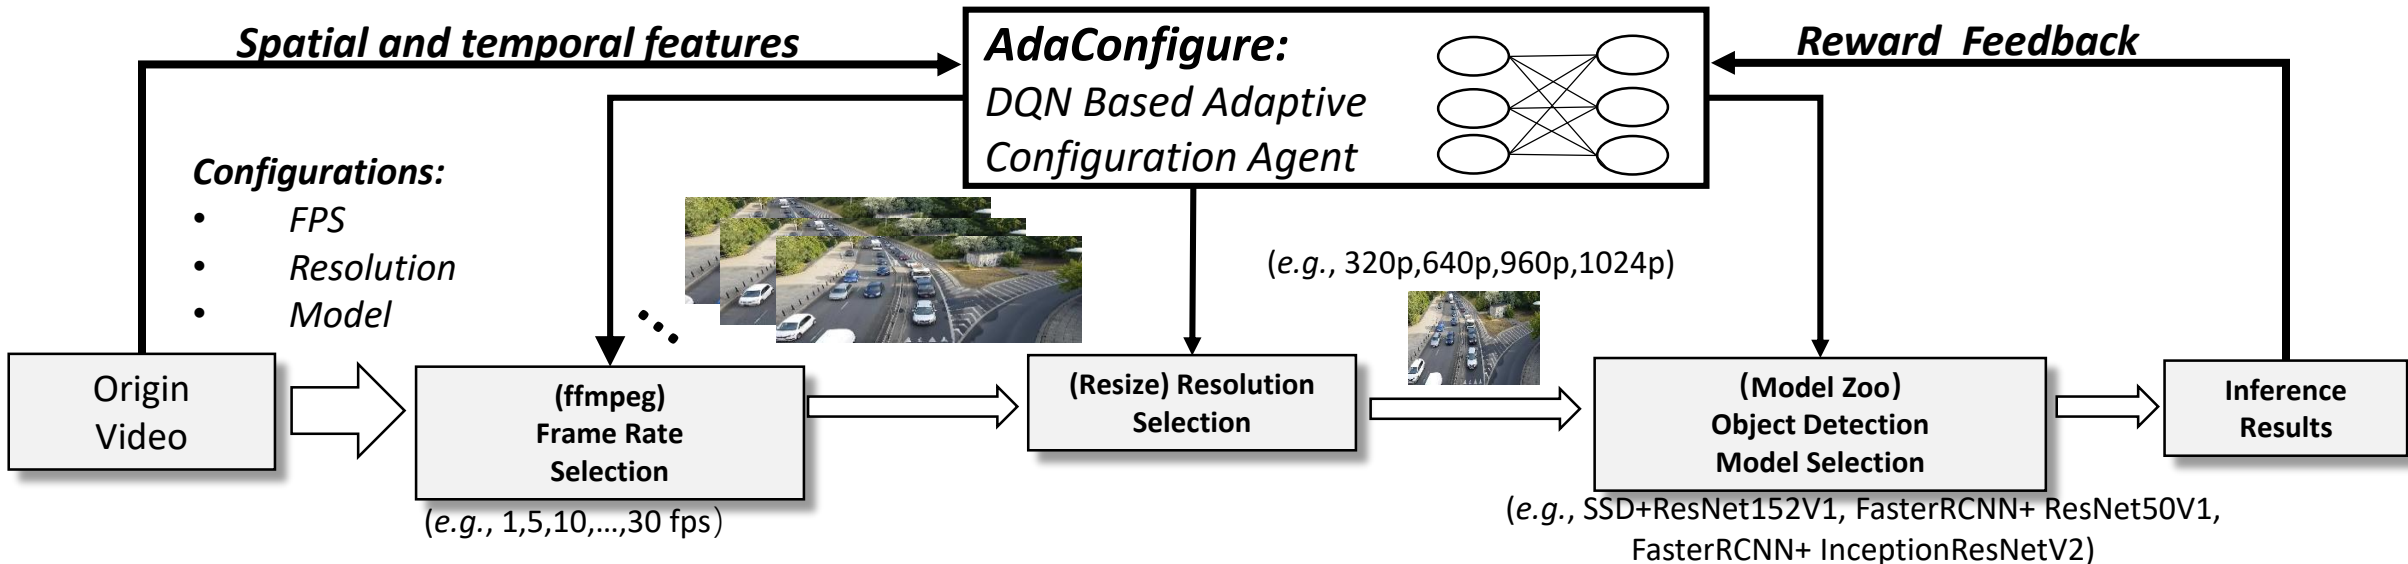 Spatial and temporal features
AdaConfigure:
DQN Based Adaptive
Configuration Agent
Reward Feedback
Configurations:
• FPS
• Resolution
• Model
(e.g., 320p,640p,960p,1024p)
Origin
Video
(ffmpeg)
Frame Rate
Selection
(e.g., 1,5,10,...,30 fps)
(Resize) Resolution
Selection
(Model Zoo)
Object Detection
Model Selection
(e.g., SSD+ResNet152V1, FasterRCNN+ ResNet50V1,
FasterRCNN+ InceptionResNetV2)
Inference
Results